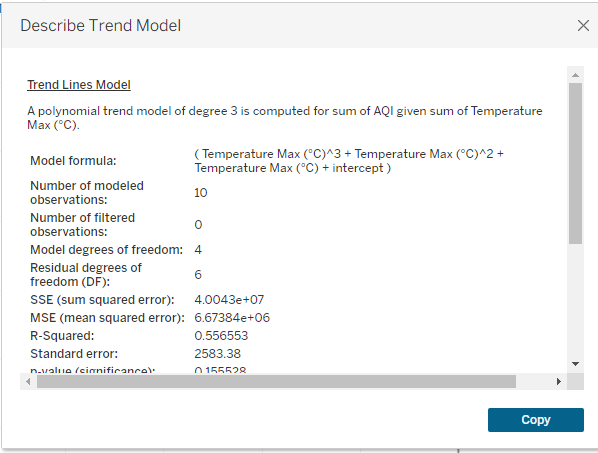 Describe Trend Model
Trend Lines Model
A polynomial trend model of degree 3 is computed for sum of AQI given sum of Temperature
Max (°C).
Model formula: ( Temperature Max (°C)^3 + Temperature Max (°C)^2 +
Temperature Max (°C) + intercept )
Number of modeled
observations: 10
Number of filtered
observations: 0
Model degrees of freedom: 4
Residual degrees of
freedom (DF): 6
SSE (sum squared error): 4.0043e+07
MSE (mean squared error): 6.67384e+06
R-Squared: 0.556553
Standard error: 2583.38
p-value (significance): 0.155528
Copy